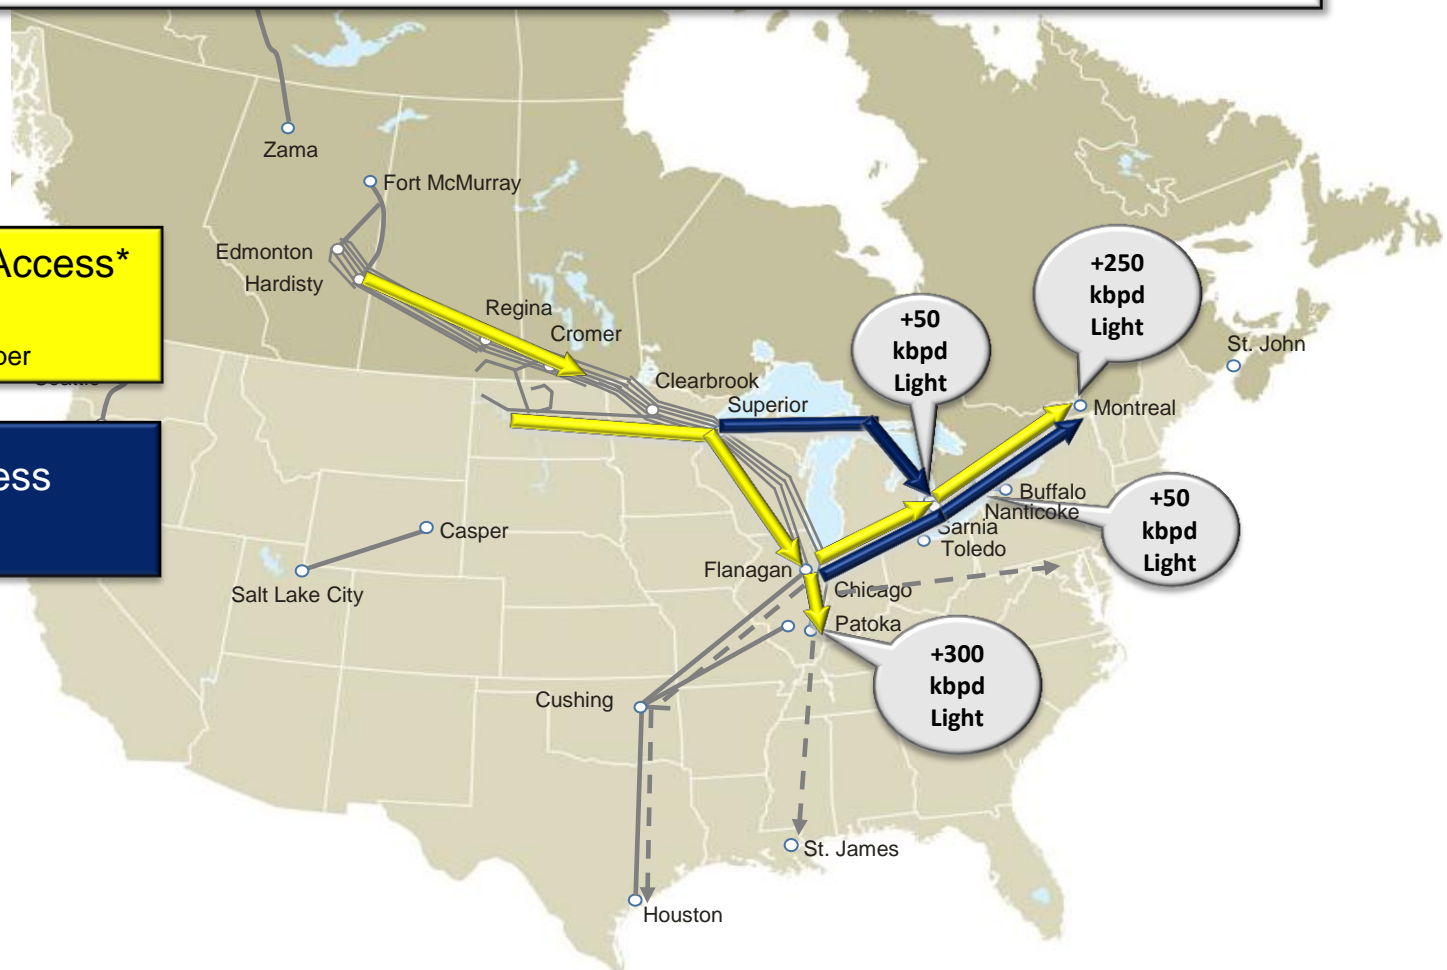 Zama
Fort McMurray
Edmonton
Hardisty
Access*
Regina
Cromer
+250
kbpd
Light
+50
kbpd
Light
St. John
Clearbrook
Superior
Montreal
ess
Buffalo
Nanticoke
Sarnia
Toledo
+50
kbpd
Light
Casper
Salt Lake City
Flanagan
Chicago
Patoka
+300
kbpd
Light
Cushing
St. James
Houston